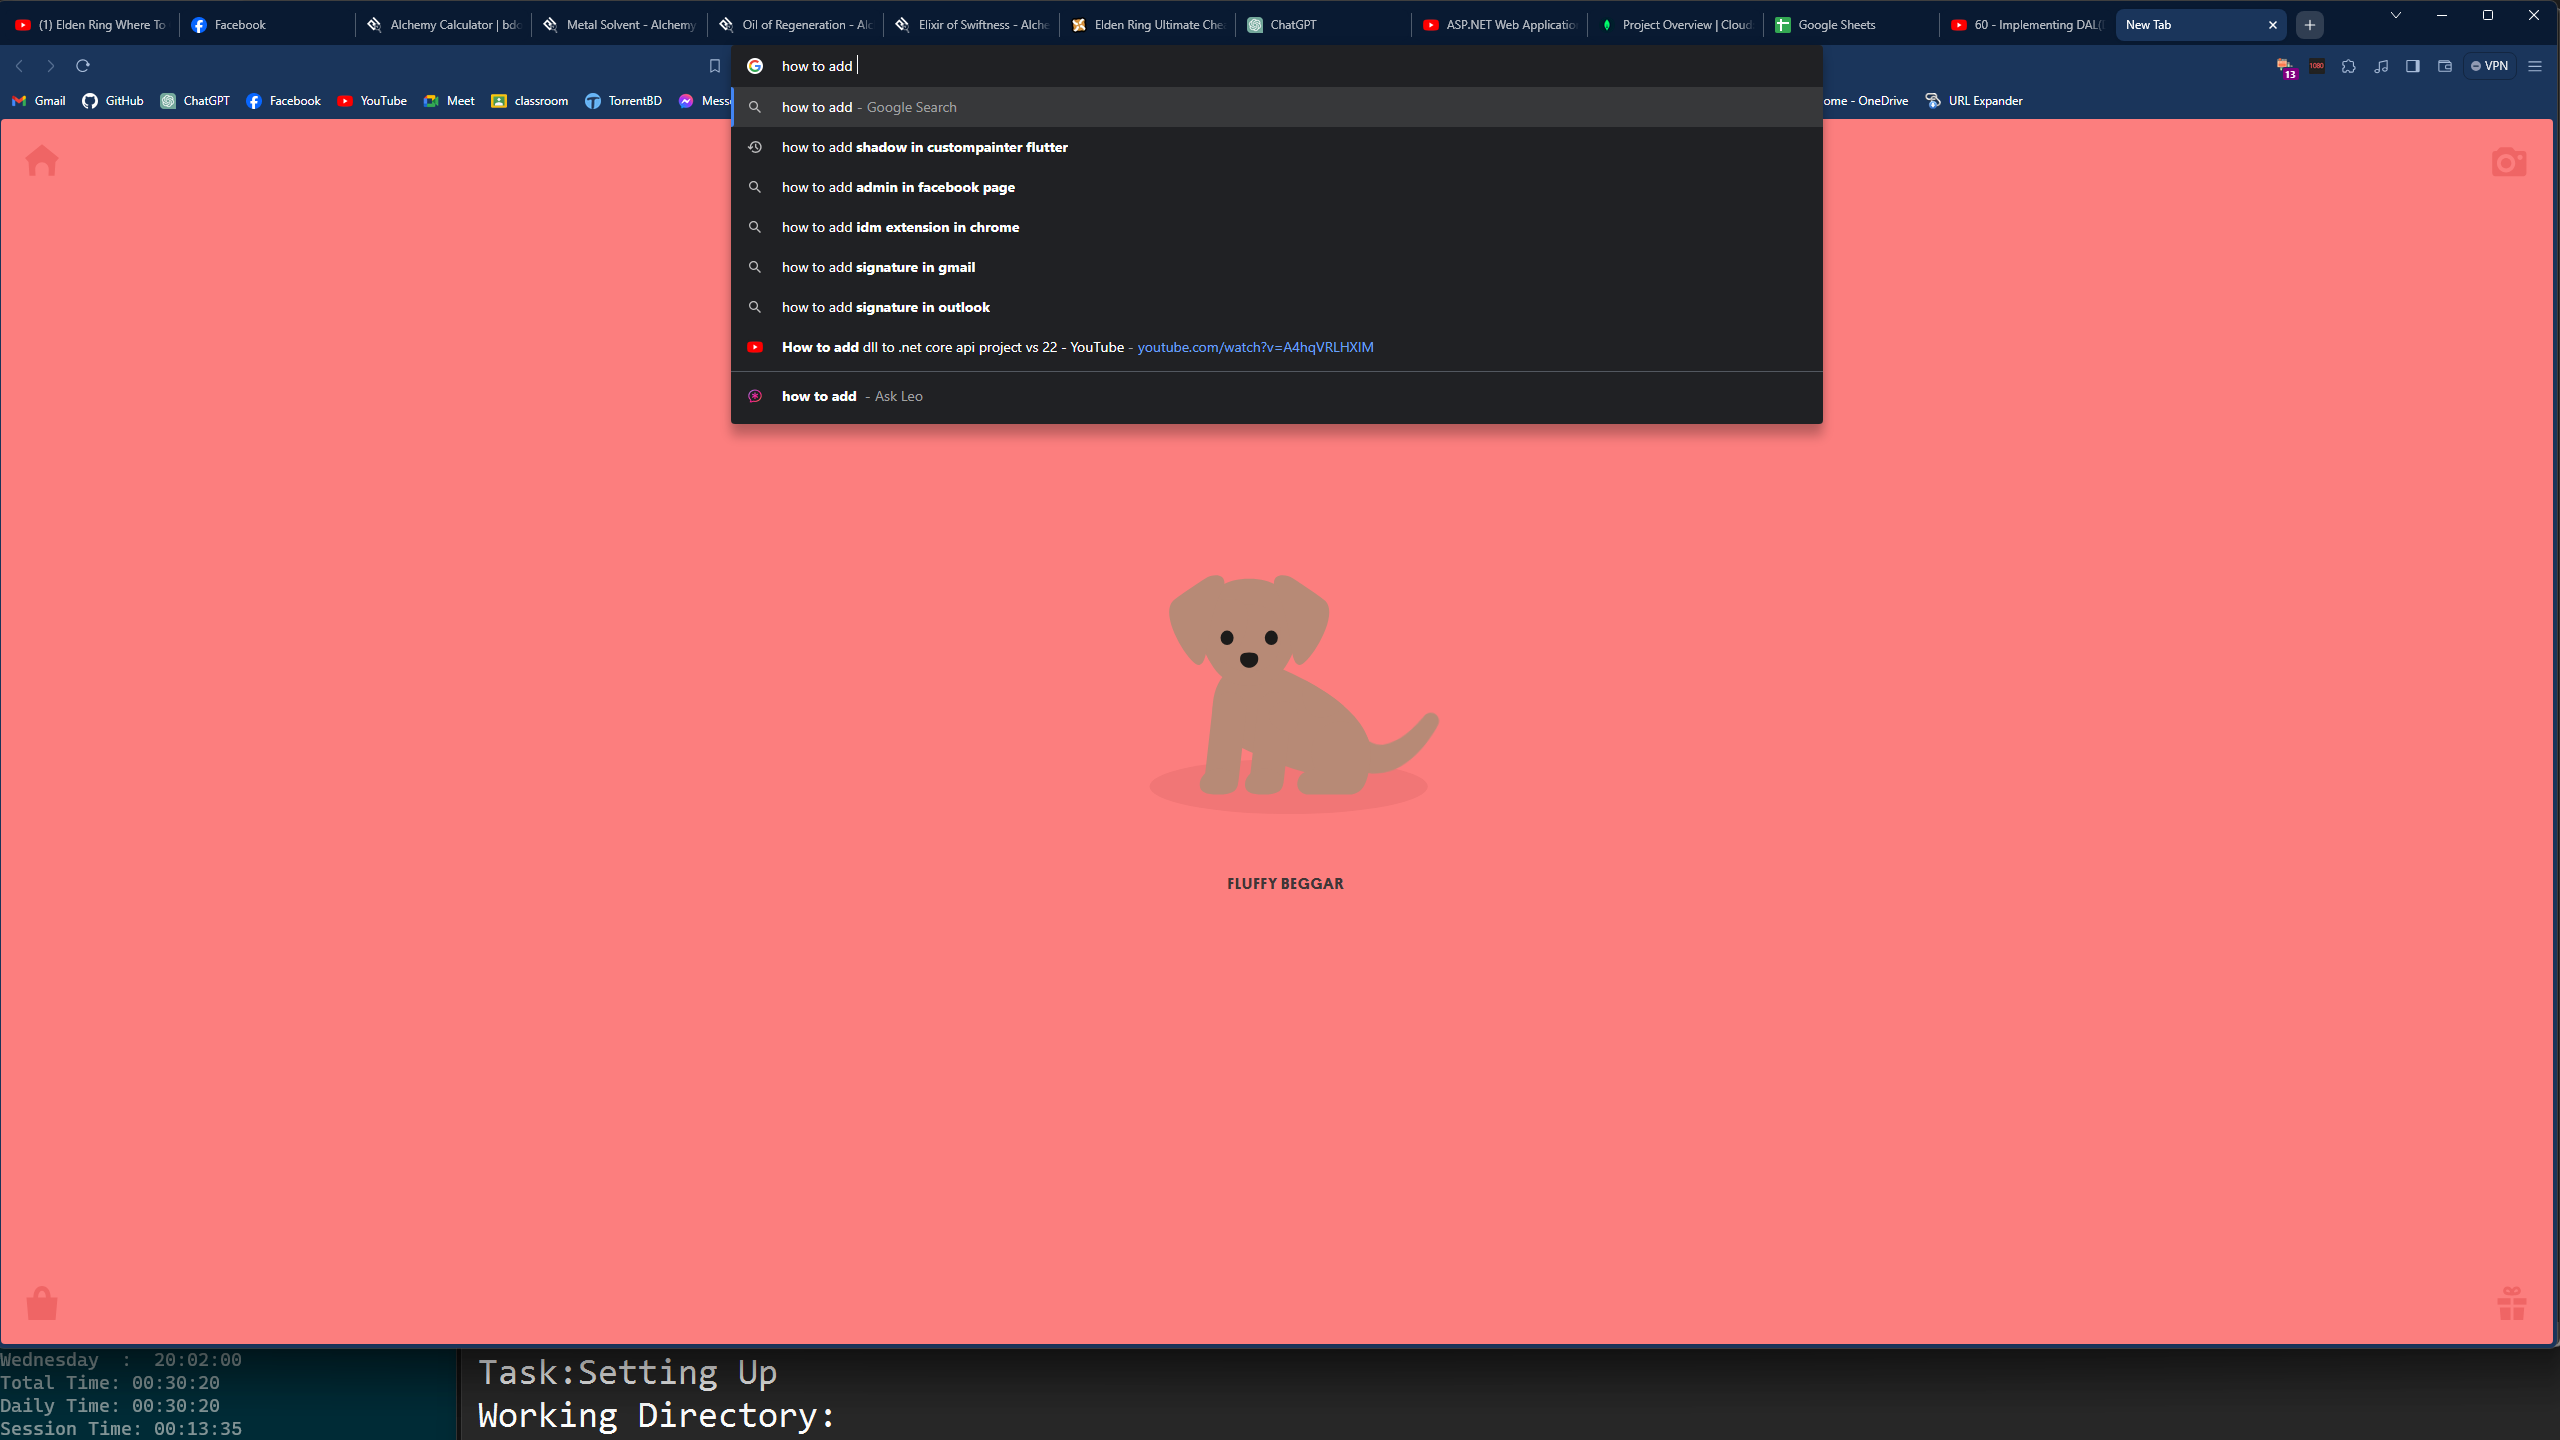 (1) Elden Ring Where To
Facebook
Alchemy Calculator | bdo
Metal Solvent - Alchemy
Oil of Regeneration - Alc
Elixir of Swiftness - Alche
Elden Ring Ultimate Chea
ChatGPT
ASP.NET Web Application
Project Overview | Cloud
Google Sheets
60 - Implementing DAL(
New Tab
how to add
1080
13
VPN
Gmail
GitHub
ChatGPT
Facebook
YouTube
Meet
classroom
TorrentBD
Messe
ome - OneDrive
URL Expander
how to add - Google Search
how to add shadow in custompainter flutter
how to add admin in facebook page
how to add idm extension in chrome
how to add signature in gmail
how to add signature in outlook
How to add dll to .net core api project vs 22 - YouTube - youtube.com/watch?v=A4hqVRLHXIM
how to add - Ask Leo
FLUFFY BEGGAR
Wednesday : 20:02:00
Total Time: 00:30:20
Daily Time: 00:30:20
Session Time: 00:13:35
Task:Setting Up
Working Directory: